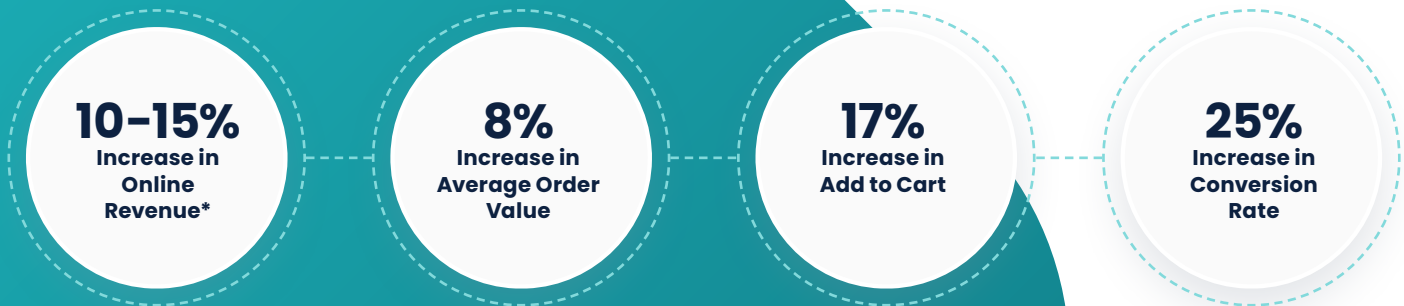 10-15%
Increase in
Online
Revenue*
8%
Increase in
Average Order
Value
17%
Increase in
Add to Cart
25%
Increase in
Conversion
Rate